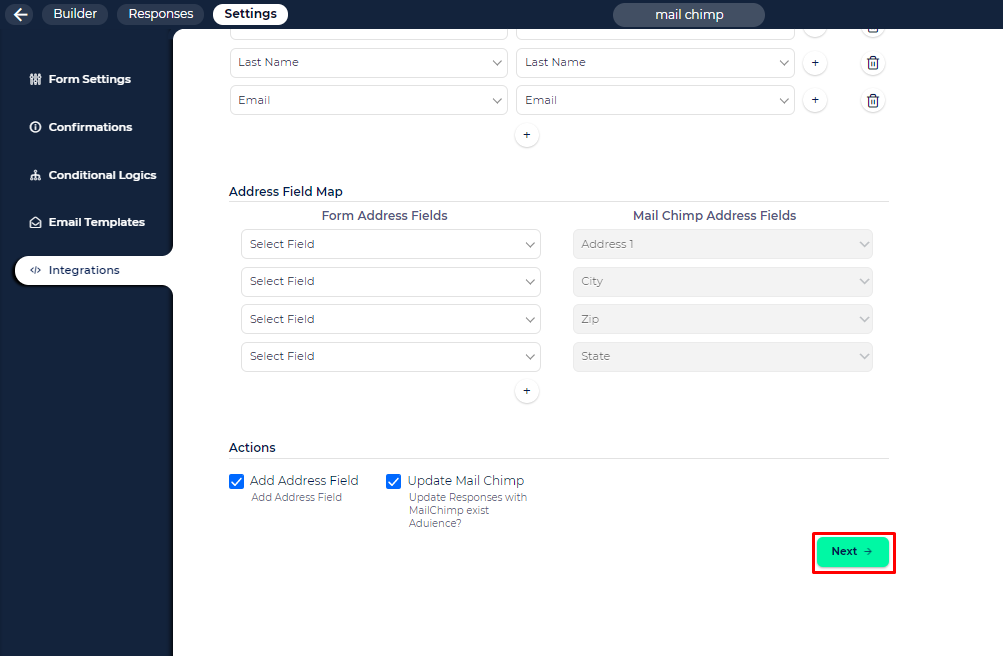 Builder Responses Settings mail chimp
Form Settings
Confirmations
Conditional Logics
Email Templates
Integrations
Last Name Last Name +
Email Email +
+
Address Field Map
Form Address Fields Mail Chimp Address Fields
Select Field Address 1
Select Field City
Select Field Zip
Select Field State
+
Actions
Add Address Field Update Mail Chimp
Add Address Field Update Responses with
MailChimp exist
Aduience?
Next →